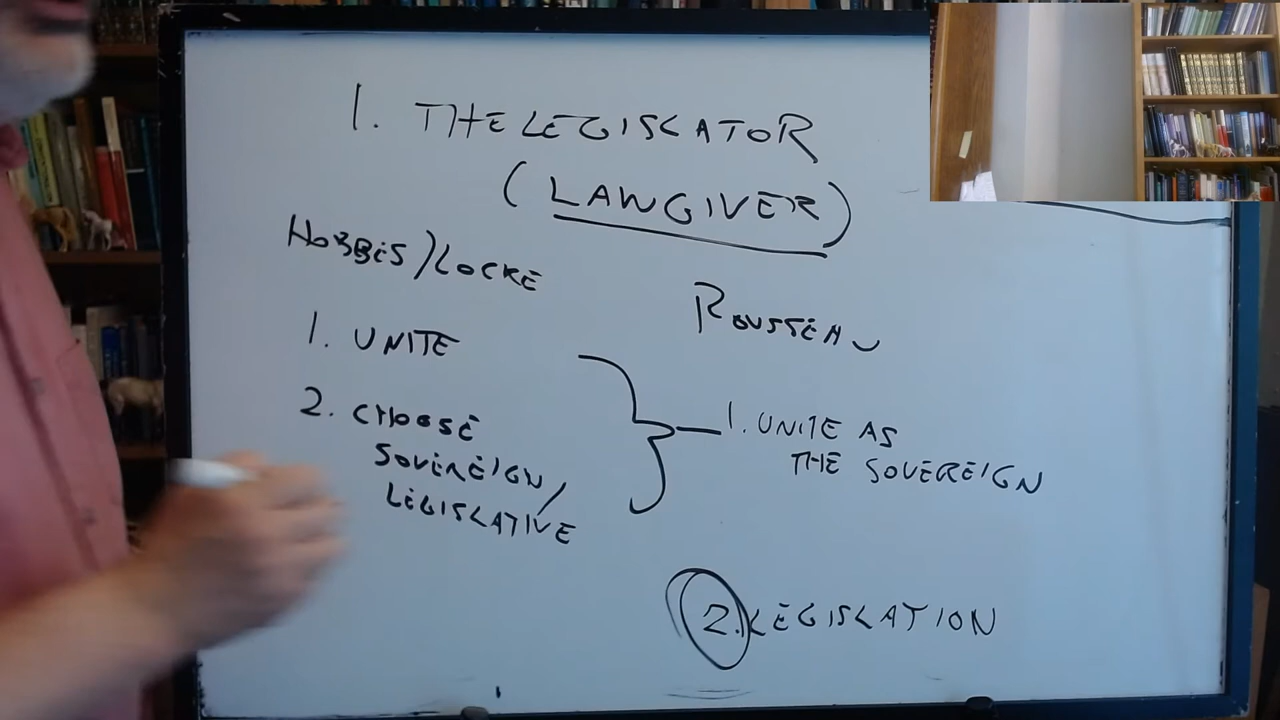 1. THE LEGISLATOR
(LAWGIVER)
HOBBES/LOCKE
1. UNITE
2. CHOOSE
SOVEREIGN/
LEGISLATIVE
ROUSSEAU
1. UNITE AS
THE SOVEREIGN
2. LEGISLATION